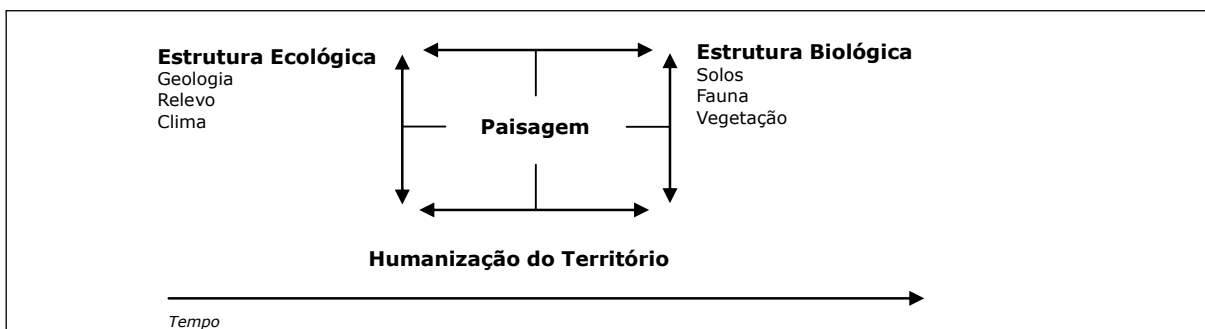 Estrutura Ecológica
Geologia
Relevo
Clima
Estrutura Biológica
Solos
Fauna
Vegetação
Paisagem
Humanização do Território
Tempo